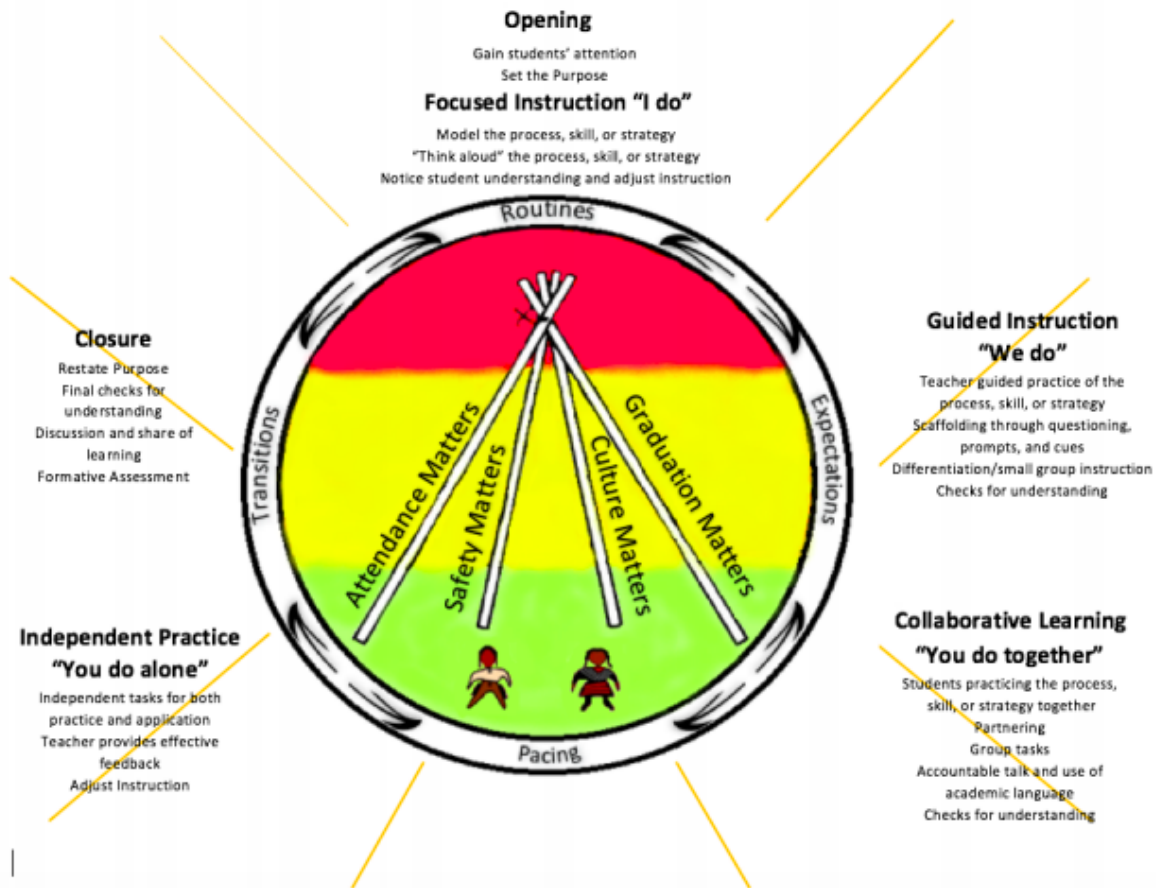 Opening
Gain students' attention
Set the Purpose
Focused Instruction “I do”
Model the process, skill, or strategy
“Think aloud” the process, skill, or strategy
Notice student understanding and adjust instruction
Routines
Expectations
Pacing
Transitions
Attendance Matters
Safety Matters
Culture Matters
Graduation Matters
Guided Instruction
“We do”
Teacher guided practice of the
process, skill, or strategy
Scaffolding through questioning,
prompts, and cues
Differentiation/small group instruction
Checks for understanding
Collaborative Learning
“You do together”
Students practicing the process,
skill, or strategy together
Partnering
Group tasks
Accountable talk and use of
academic language
Checks for understanding
Independent Practice
“You do alone”
Independent tasks for both
practice and application
Teacher provides effective
feedback
Adjust Instruction
Closure
Restate Purpose
Final checks for
understanding
Discussion and share of
learning
Formative Assessment